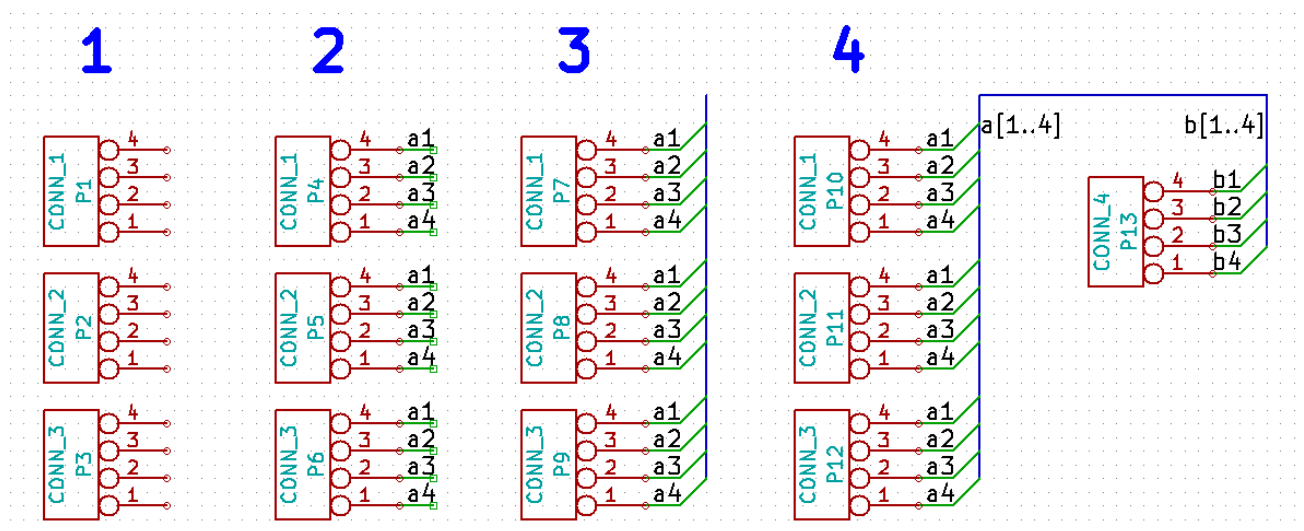 1 2 3 4
CONN_1 P1 4 3 2 1
CONN_1 P4 4 a1 3 a2 2 a3 1 a4
CONN_1 P7 4 a1 3 a2 2 a3 1 a4
CONN_1 P10 4 a1 3 a2 2 a3 1 a4
a[1..4] b[1..4]
CONN_4 P13 4 b1 3 b2 2 b3 1 b4
CONN_2 P2 4 3 2 1
CONN_2 P5 4 a1 3 a2 2 a3 1 a4
CONN_2 P8 4 a1 3 a2 2 a3 1 a4
CONN_2 P11 4 a1 3 a2 2 a3 1 a4
CONN_3 P3 4 3 2 1
CONN_3 P6 4 a1 3 a2 2 a3 1 a4
CONN_3 P9 4 a1 3 a2 2 a3 1 a4
CONN_3 P12 4 a1 3 a2 2 a3 1 a4